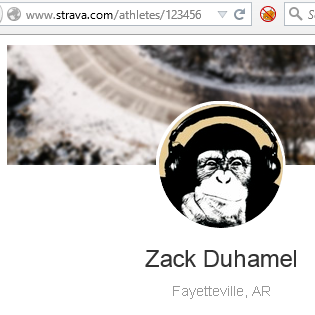 www.strava.com/athletes/123456
S
Zack Duhamel
Fayetteville, AR